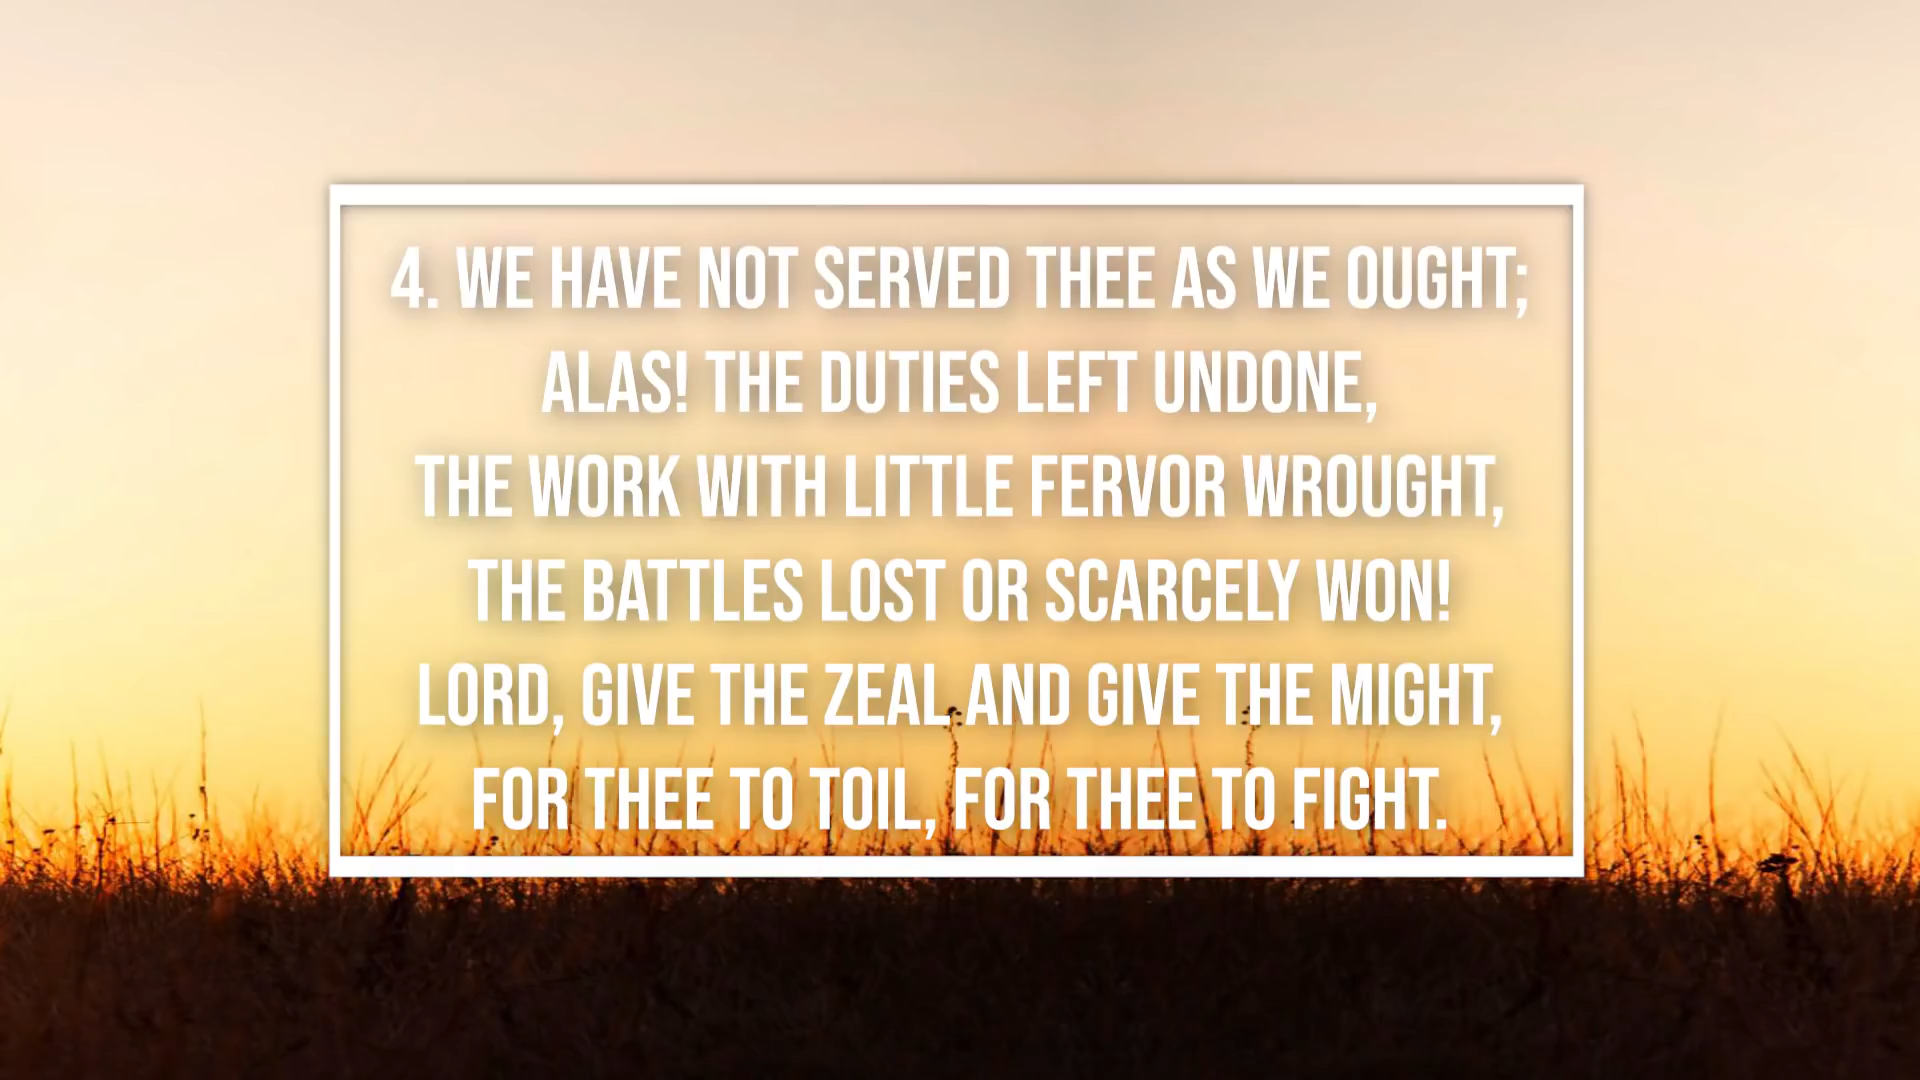 4. WE HAVE NOT SERVED THEE AS WE OUGHT;
ALAS! THE DUTIES LEFT UNDONE,
THE WORK WITH LITTLE FERVOR WROUGHT,
THE BATTLES LOST OR SCARCELY WON!
LORD, GIVE THE ZEAL AND GIVE THE MIGHT,
FOR THEE TO TOIL, FOR THEE TO FIGHT.